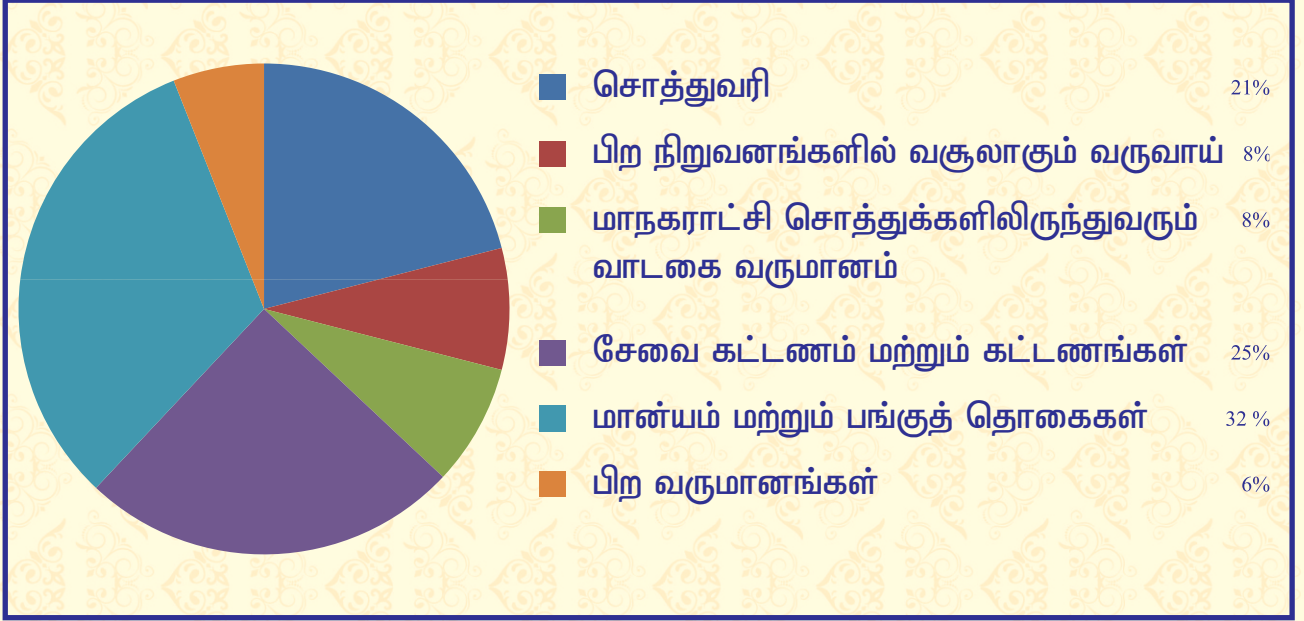 சொத்துவரி 21%
பிற நிறுவனங்களில் வசூலாகும் வருவாய் 8%
மாநகராட்சி சொத்துக்களிலிருந்துவரும் 8%
வாடகை வருமானம்
சேவை கட்டணம் மற்றும் கட்டணங்கள் 25%
மான்யம் மற்றும் பங்குத் தொகைகள் 32 %
பிற வருமானங்கள் 6%